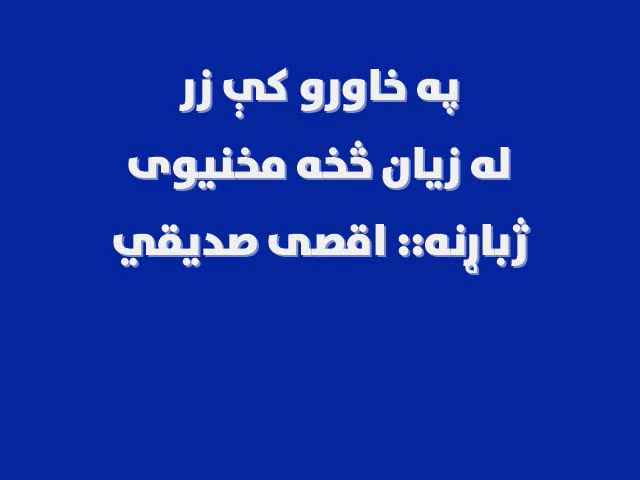 په خاورو کې زر
له زیان څخه مخنیوی
ژباړنه:: اقصی صدیقي